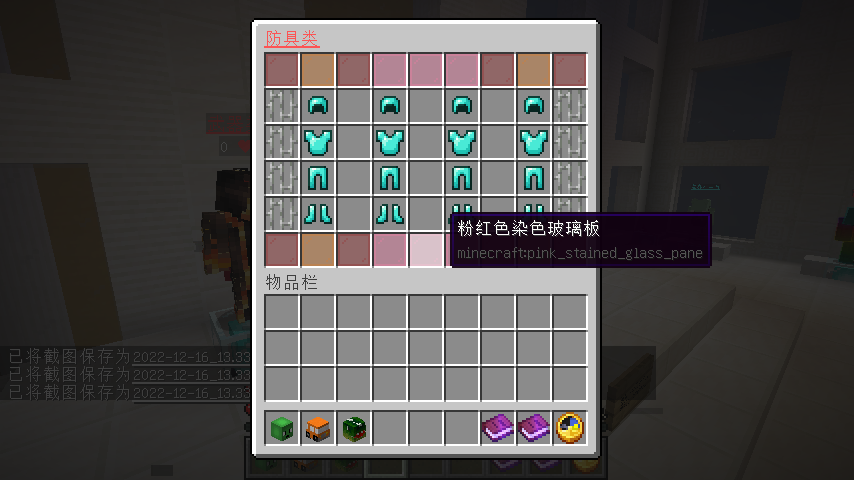 防具类
0
粉红色染色玻璃板
minecraft:pink_stained_glass_pane
物品栏
已将截图保存为2022-12-16_13.33
已将截图保存为2022-12-16_13.33
已将截图保存为2022-12-16_13.33